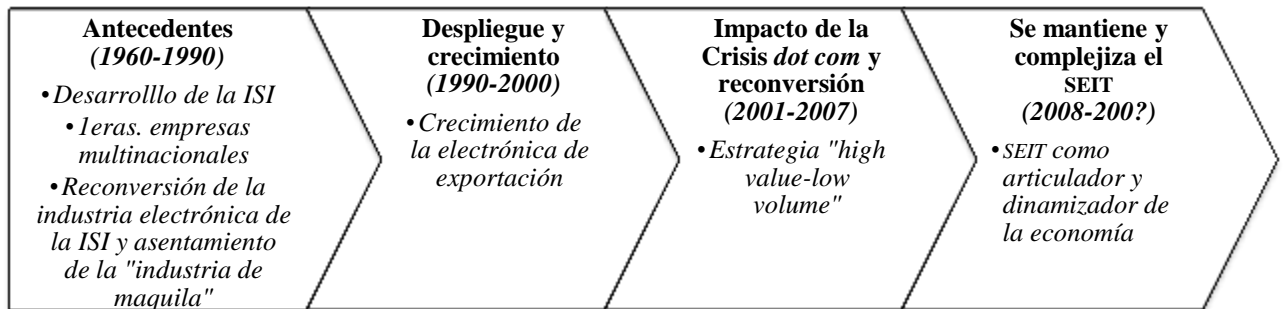 Antecedentes
(1960-1990)
• Desarrolllo de la ISI
• 1eras. empresas
multinacionales
• Reconversión de la
industria electrónica de
la ISI y asentamiento
de la "industria de
maquila"
Despliegue y
crecimiento
(1990-2000)
• Crecimiento de
la electrónica de
exportación
Impacto de la
Crisis dot com y
reconversión
(2001-2007)
• Estrategia "high
value-low
volume"
Se mantiene y
complejiza el
SEIT
(2008-200?)
• SEIT como
articulador y
dinamizador de
la economía